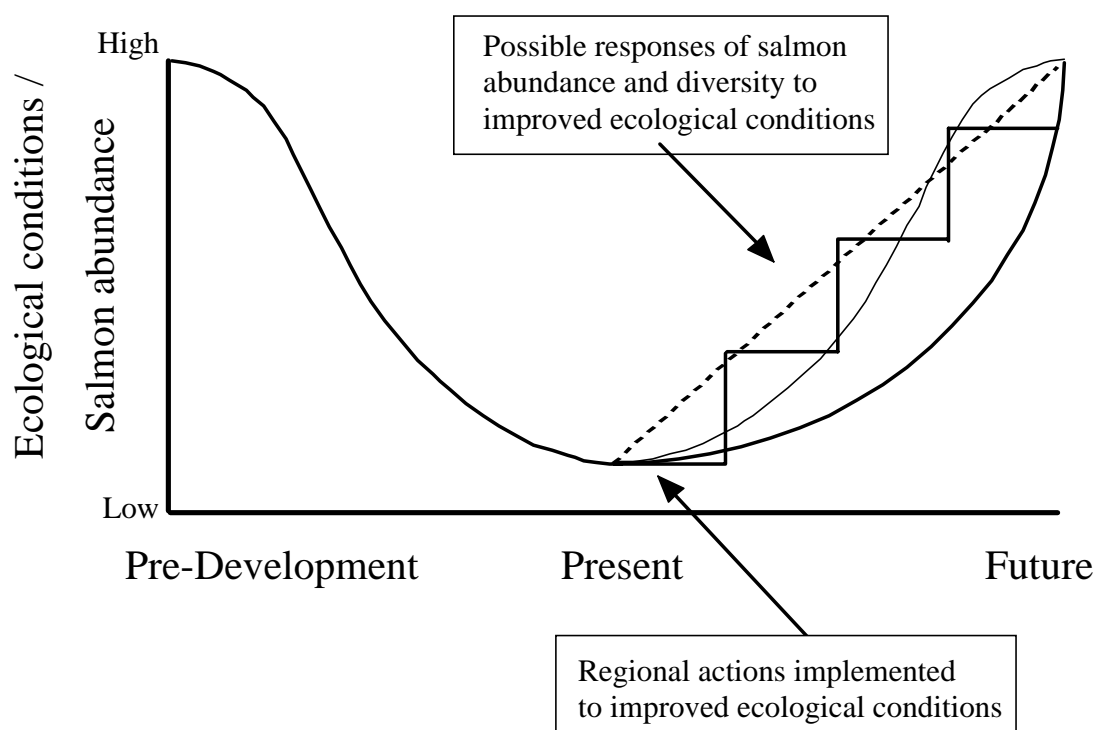 High
Ecological conditions /
Salmon abundance
Low
Possible responses of salmon
abundance and diversity to
improved ecological conditions
Pre-Development
Present
Future
Regional actions implemented
to improved ecological conditions